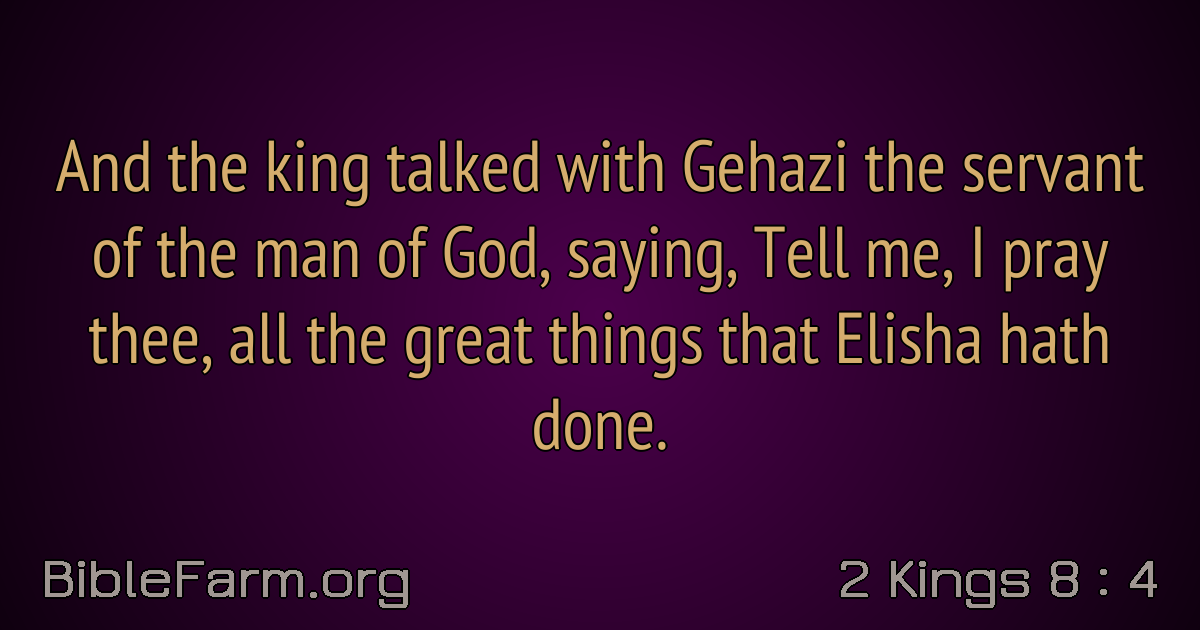 And the king talked with Gehazi the servant
of the man of God, saying, Tell me, I pray
thee, all the great things that Elisha hath
done.
BibleFarm.org
2 Kings 8 : 4